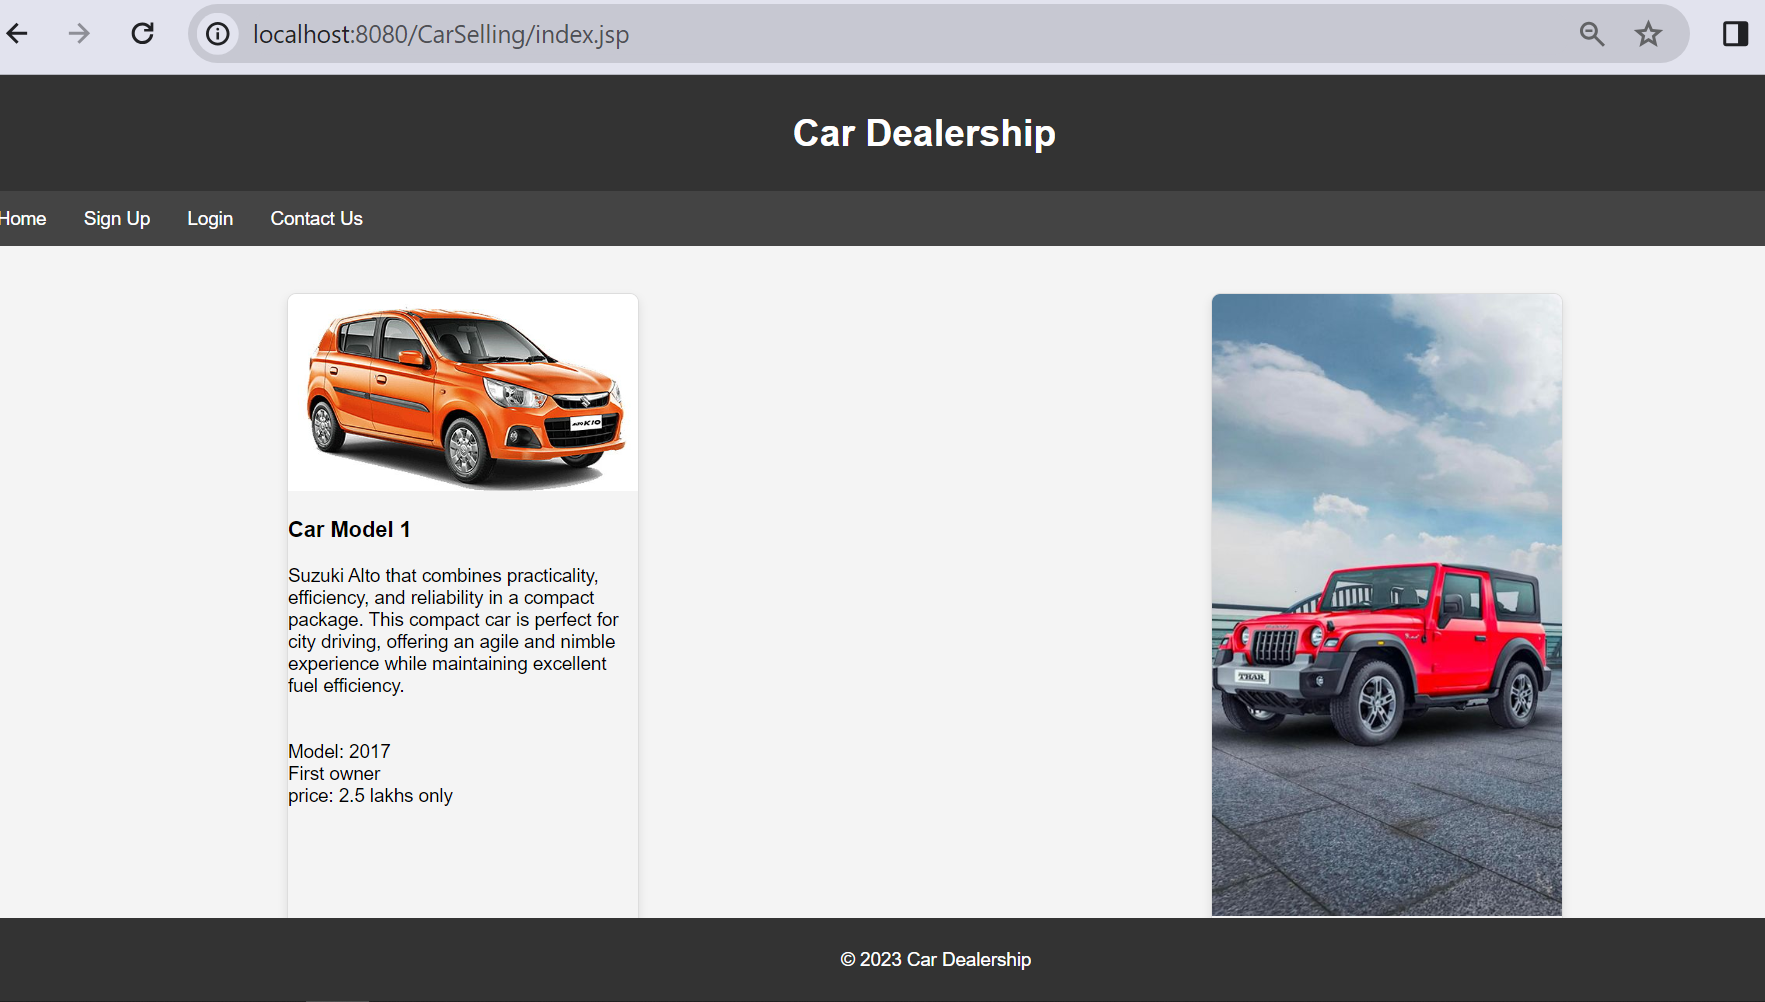 localhost:8080/CarSelling/index.jsp
Car Dealership
Home Sign Up Login Contact Us
ALTO K10
Car Model 1
Suzuki Alto that combines practicality,
efficiency, and reliability in a compact
package. This compact car is perfect for
city driving, offering an agile and nimble
experience while maintaining excellent
fuel efficiency.
Model: 2017
First owner
price: 2.5 lakhs only
THAR
© 2023 Car Dealership